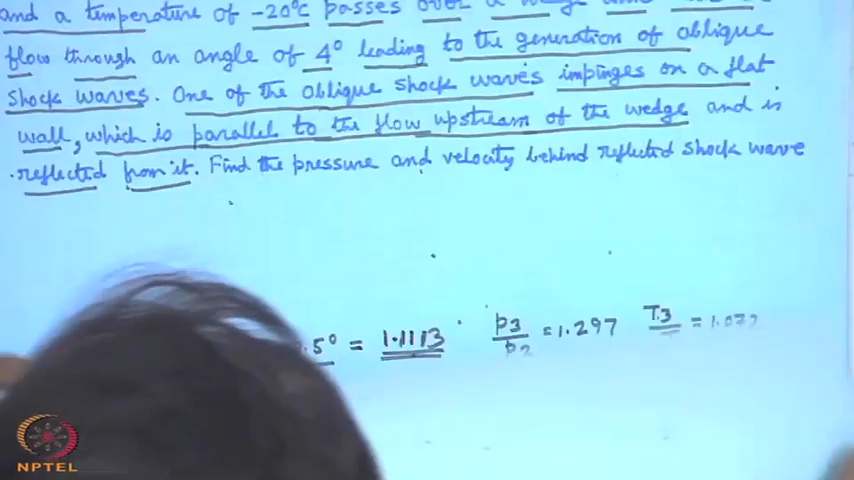 and a temperature of -20°C passes over a wedge
flow through an angle of 4° leading to the generation of oblique
shock waves. One of the oblique shock waves impinges on a flat
wall, which is parallel to the flow upstream of the wedge and is
reflected from it. Find the pressure and velocity behind reflected shock wave
.5° = 1.1113 p3/p2 = 1.297 T3
NPTEL